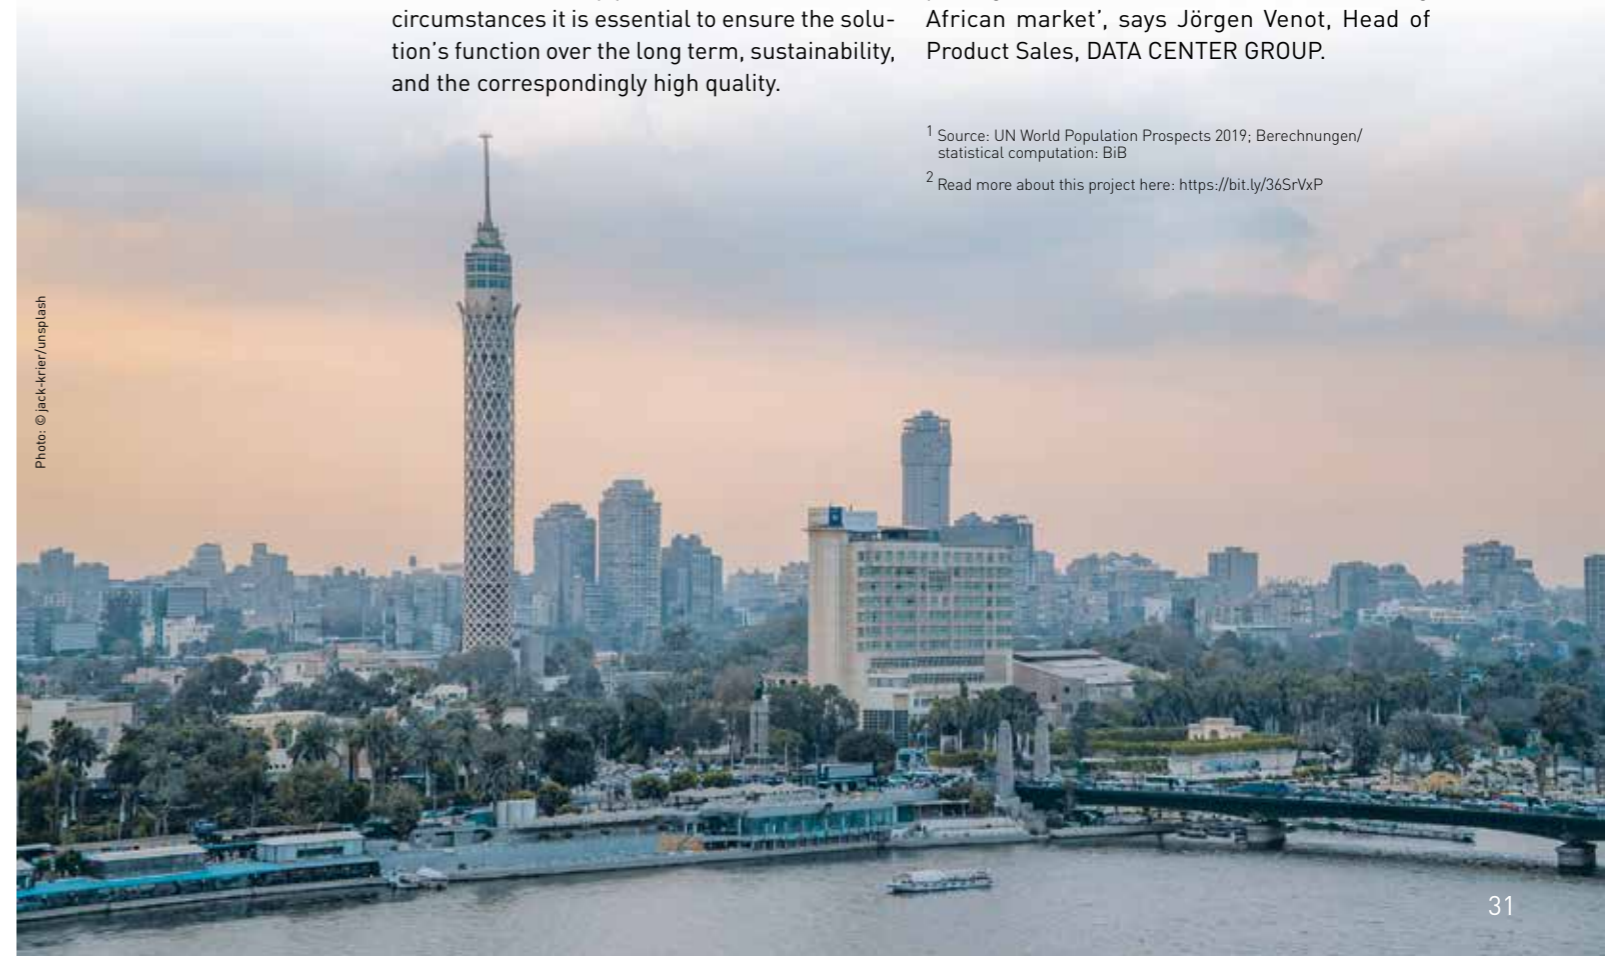 circumstances it is essential to ensure the solu-
tion's function over the long term, sustainability,
and the correspondingly high quality.
African market', says Jörgen Venot, Head of
Product Sales, DATA CENTER GROUP.
1 Source: UN World Population Prospects 2019; Berechnungen/
statistical computation: BiB
2 Read more about this project here: https://bit.ly/36SrVxP
Photo: © jack-krier/unsplash
31